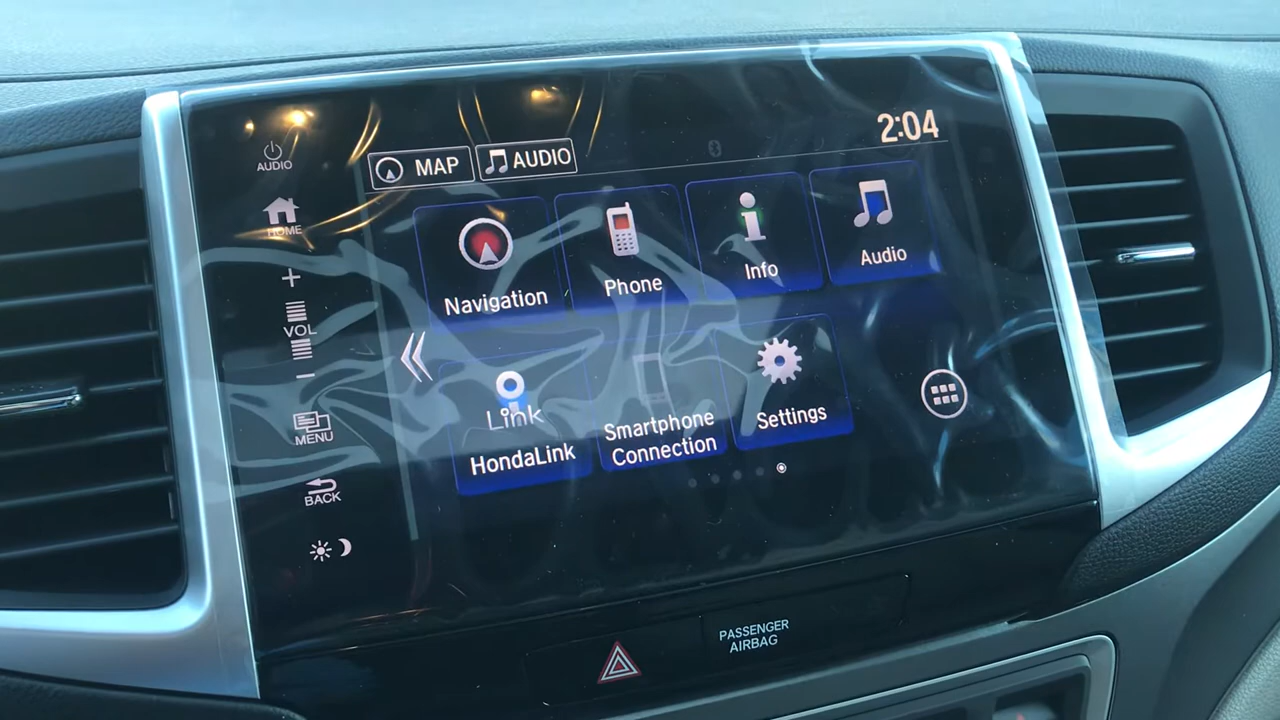 2:04
AUDIO
MAP
AUDIO
HOME
Navigation
Phone
Info
Audio
+
VOL
-
Link
HondaLink
Smartphone
Connection
Settings
MENU
BACK
PASSENGER
AIRBAG